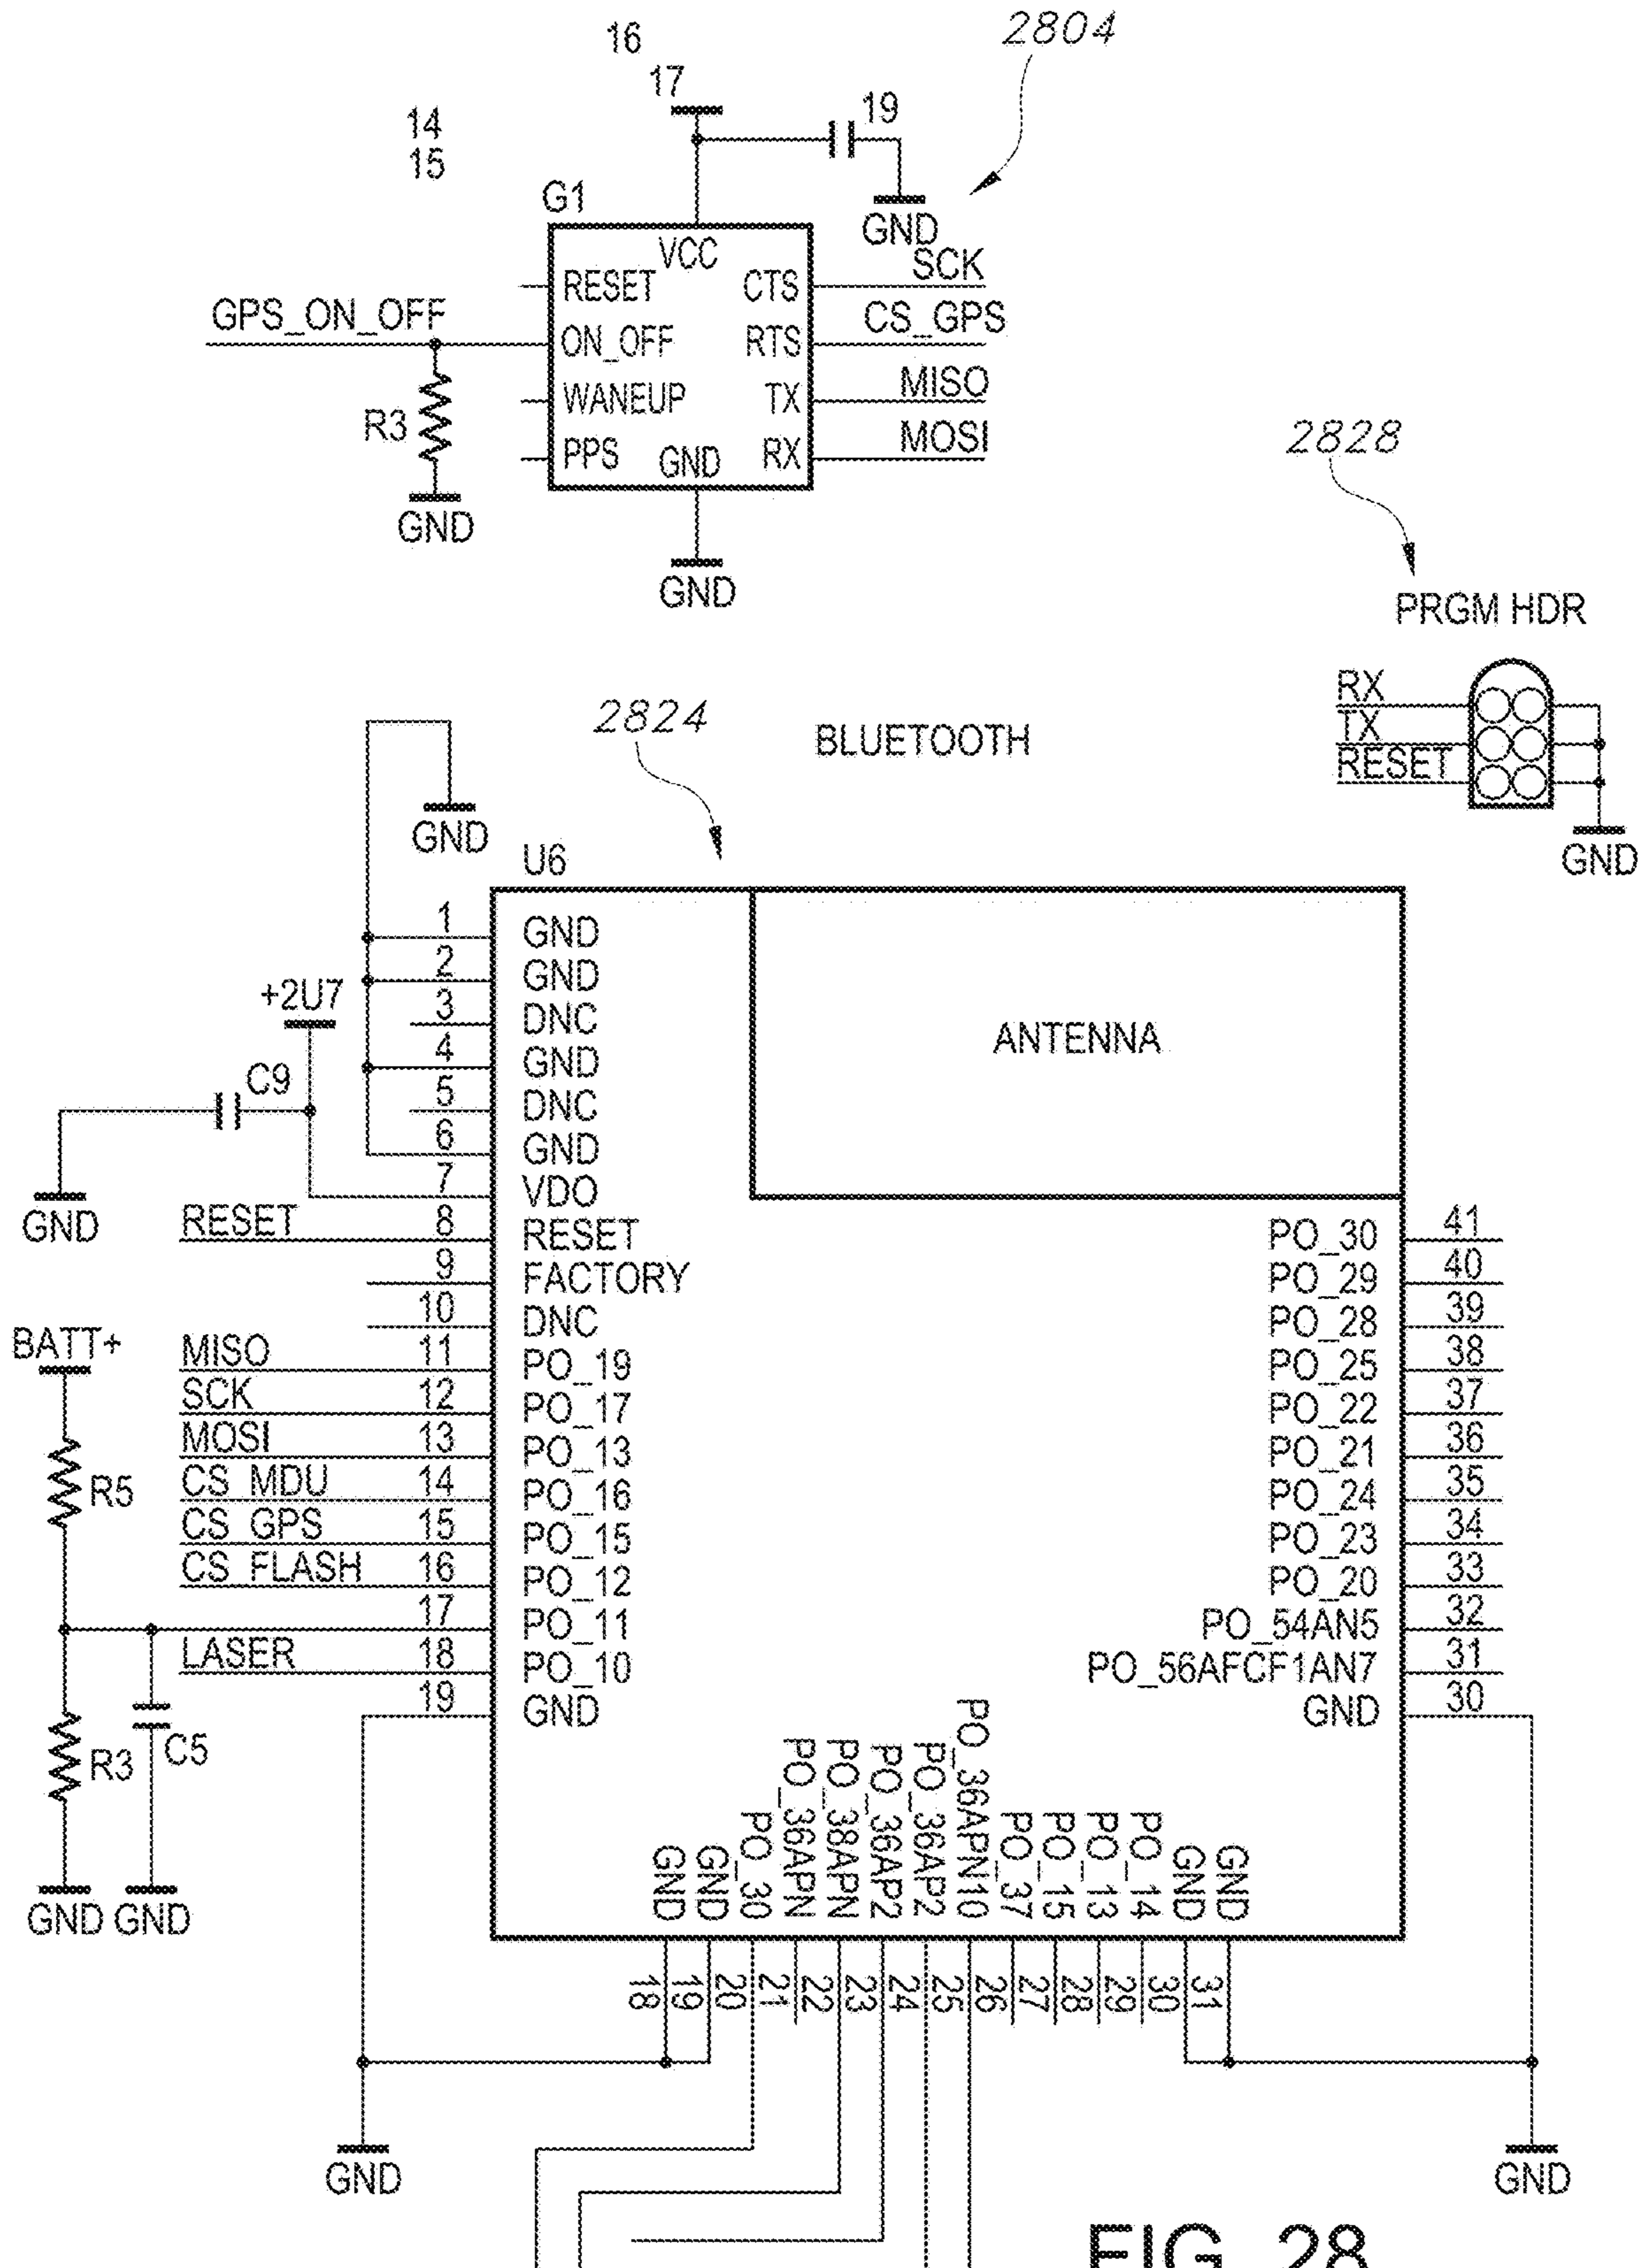 2804
16
17
19
14
15
G1
GND
VCC
SCK
RESET
CTS
GPS_ON_OFF
CS_GPS
ON_OFF
RTS
WANEUP
TX
MISO
R3
PPS
GND
RX
MOSI
GND
GND
2828
PRGM HDR
RX
TX
RESET
GND
2824
BLUETOOTH
GND
U6
ANTENNA
1 GND
2 GND
+2U7
3 DNC
4 GND
C9
5 DNC
6 GND
7 VDO
GND
RESET 8 RESET
9 FACTORY
10 DNC
BATT+
MISO 11 PO_19
SCK 12 PO_17
MOSI 13 PO_13
CS_MDU 14 PO_16
R5
CS_GPS 15 PO_15
CS_FLASH 16 PO_12
17 PO_11
LASER 18 PO_10
19 GND
R3
C5
GND GND
PO_30 41
PO_29 40
PO_28 39
PO_25 38
PO_22 37
PO_21 36
PO_24 35
PO_23 34
PO_20 33
PO_54AN5 32
PO_56AFCF1AN7 31
GND 30
GND 18
GND 19
PO_30 20
PO_36APN 21
PO_38APN 22
PO_36AP2 23
PO_36AP2 24
PO_36APN10 25
PO_37 26
PO_15 27
PO_13 28
PO_14 29
GND 30
GND 31
GND
GND
FIG. 28